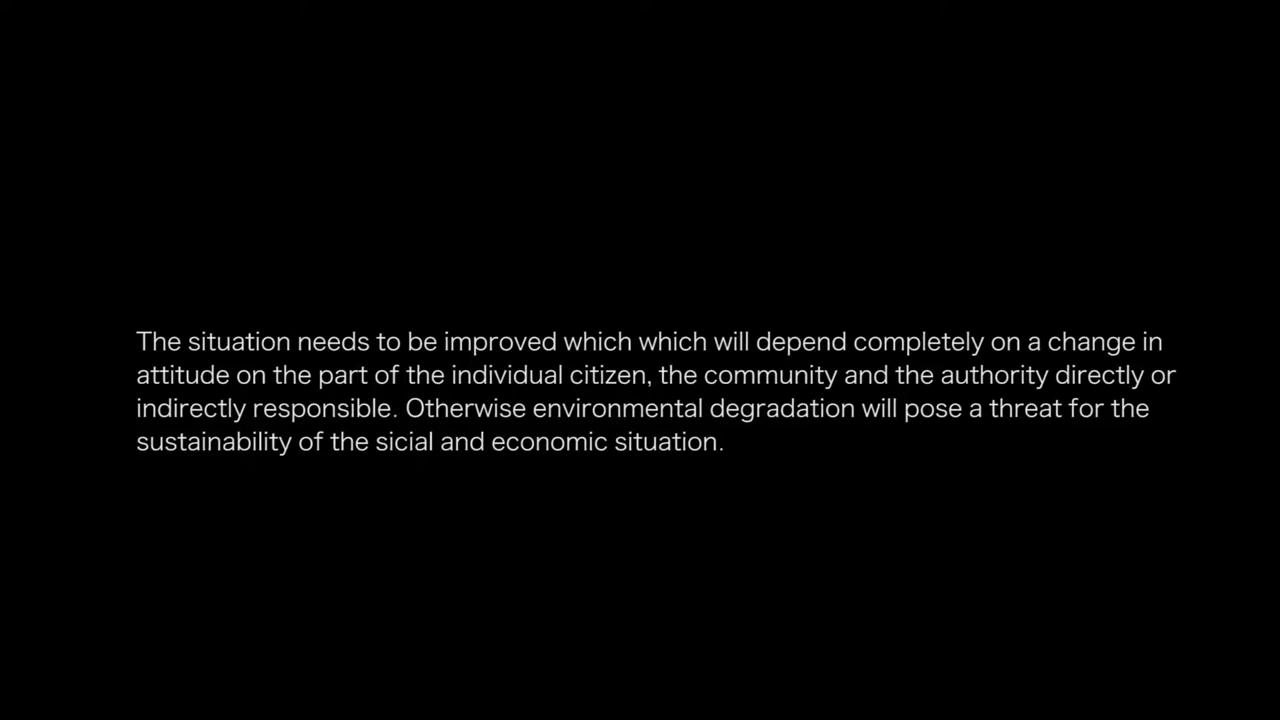 The situation needs to be improved which which will depend completely on a change in
attitude on the part of the individual citizen, the community and the authority directly or
indirectly responsible. Otherwise environmental degradation will pose a threat for the
sustainability of the sicial and economic situation.